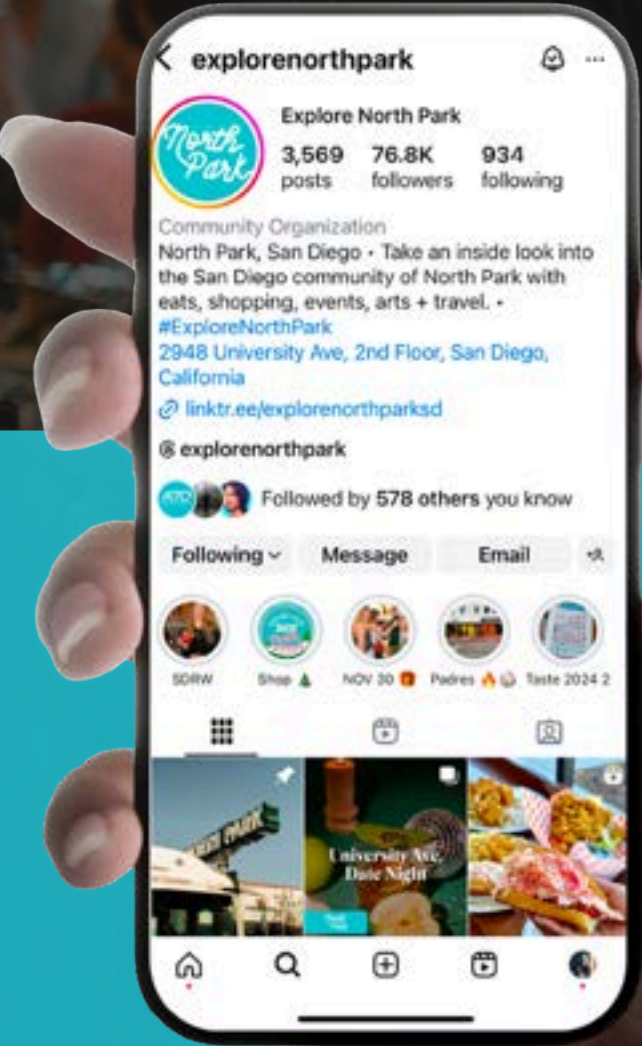 explorenorthpark
North
Park
Explore North Park
3,569 76.8K 934
posts followers following
Community Organization
North Park, San Diego • Take an inside look into
the San Diego community of North Park with
eats, shopping, events, arts + travel. •
#ExploreNorthPark
2948 University Ave, 2nd Floor, San Diego,
California
linktr.ee/explorenorthparksd
explorenorthpark
Followed by 578 others you know
Following Message Email
SDRW Shop 🎄 NOV 30 🎁 Padres 🔥⚾ Taste 2024 2
NORTH PARK
University Ave.
Date Night